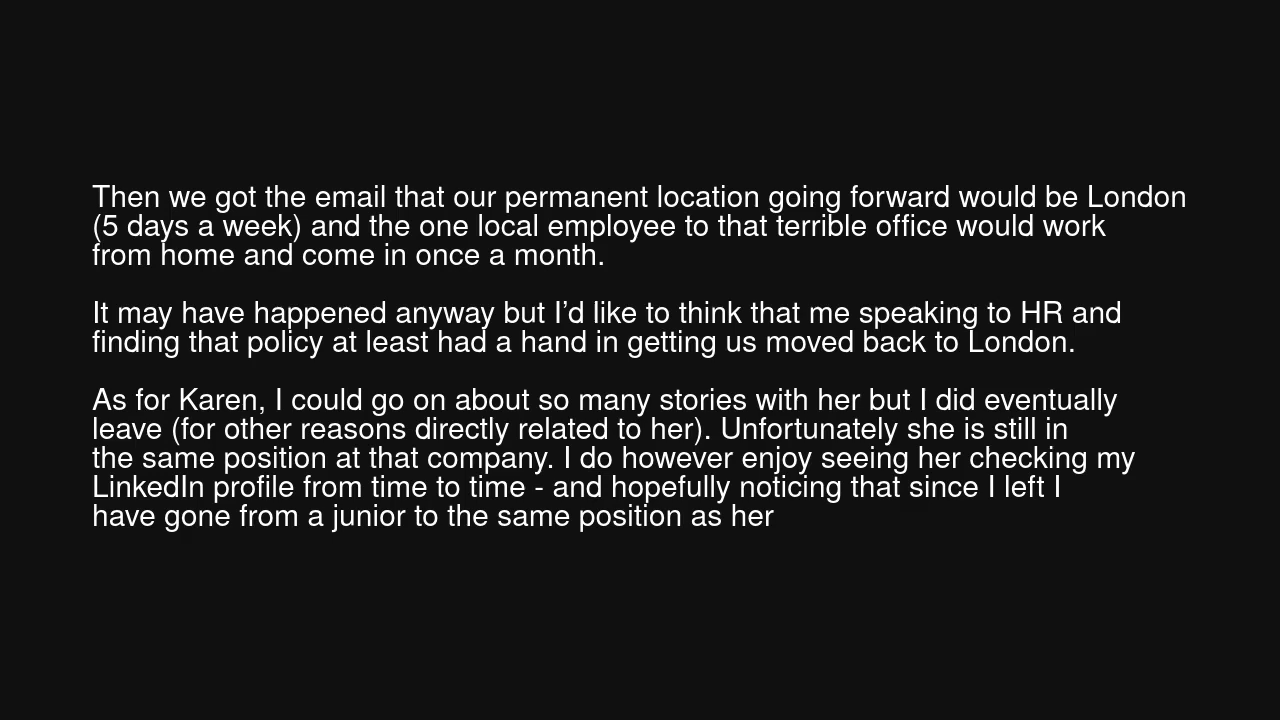 Then we got the email that our permanent location going forward would be London
(5 days a week) and the one local employee to that terrible office would work
from home and come in once a month.
It may have happened anyway but I’d like to think that me speaking to HR and
finding that policy at least had a hand in getting us moved back to London.
As for Karen, I could go on about so many stories with her but I did eventually
leave (for other reasons directly related to her). Unfortunately she is still in
the same position at that company. I do however enjoy seeing her checking my
LinkedIn profile from time to time - and hopefully noticing that since I left I
have gone from a junior to the same position as her